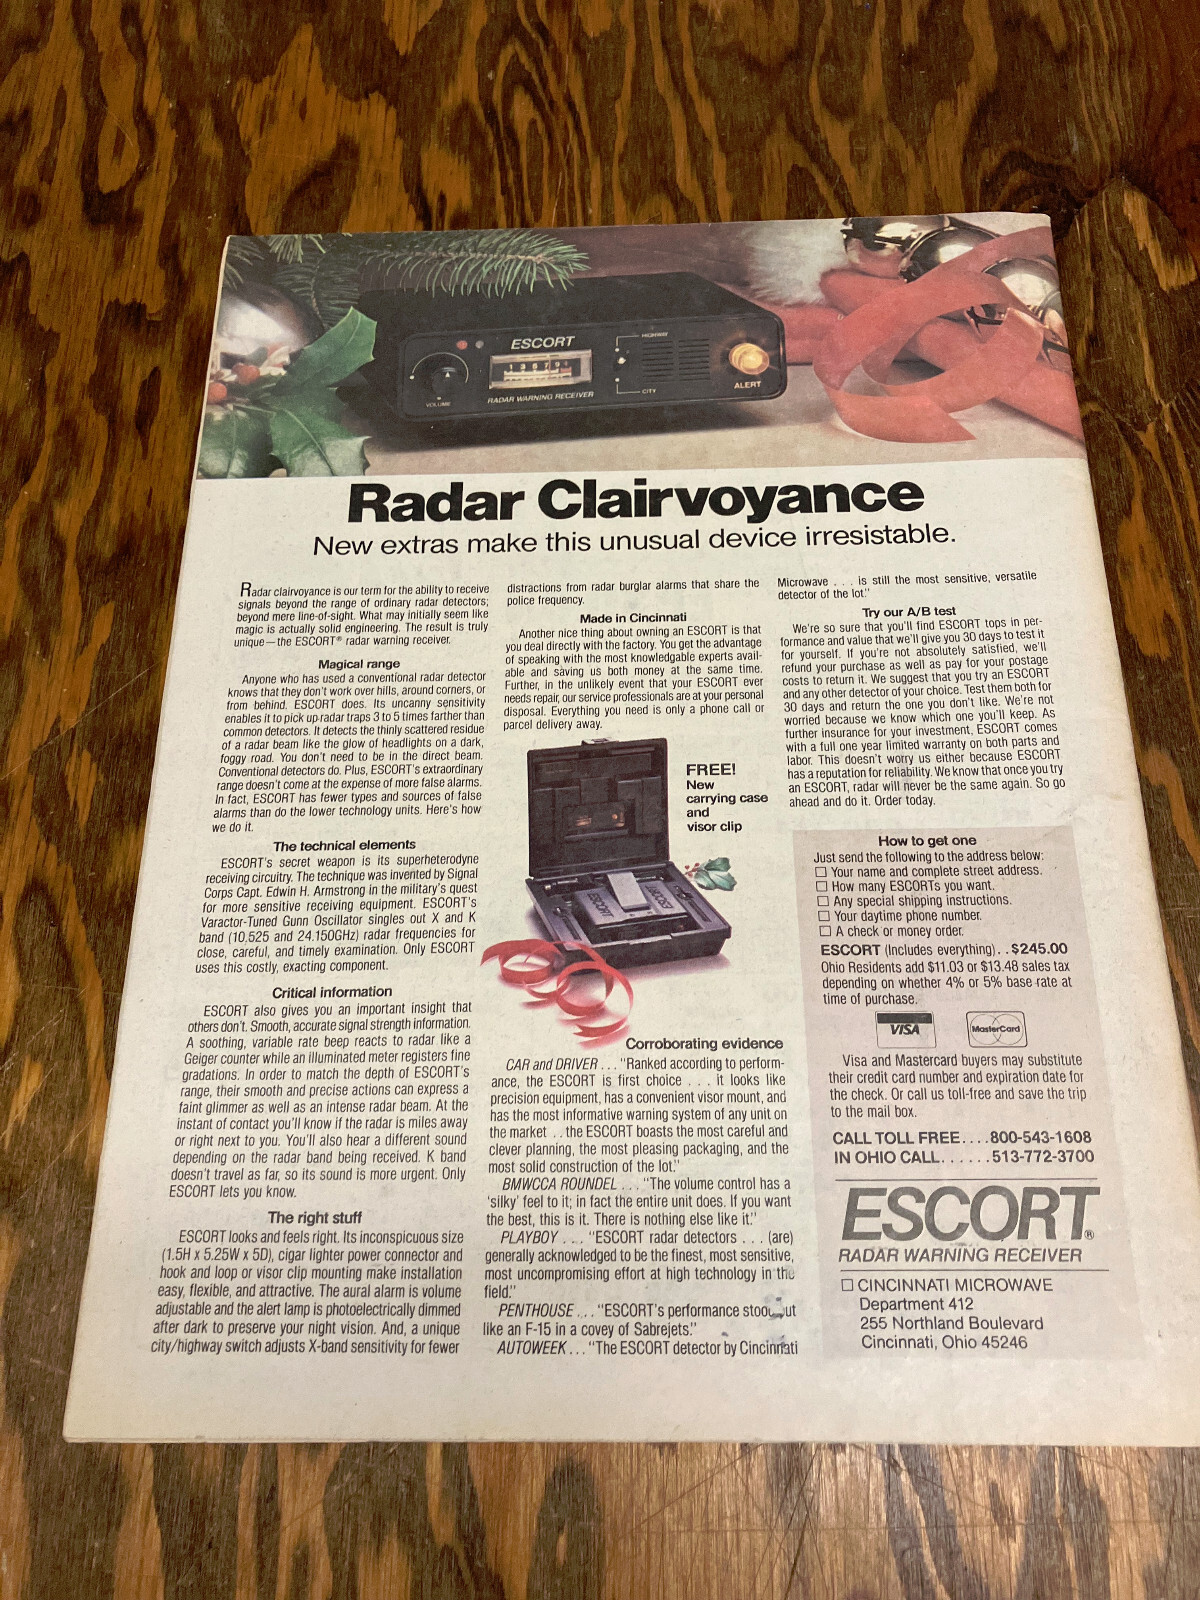 ESCORT
HIGHWAY
1 3 5 7 9
VOLUME
RADAR WARNING RECEIVER
CITY
ALERT
Radar Clairvoyance
New extras make this unusual device irresistable.
Radar clairvoyance is our term for the ability to receive
signals beyond the range of ordinary radar detectors;
beyond mere line-of-sight. What may initially seem like
magic is actually solid engineering. The result is truly
unique—the ESCORT® radar warning receiver.
Magical range
Anyone who has used a conventional radar detector
knows that they don't work over hills, around corners, or
from behind. ESCORT does. Its uncanny sensitivity
enables it to pick up radar traps 3 to 5 times farther than
common detectors. It detects the thinly scattered residue
of a radar beam like the glow of headlights on a dark,
foggy road. You don't need to be in the direct beam.
Conventional detectors do. Plus, ESCORT's extraordinary
range doesn't come at the expense of more false alarms.
In fact, ESCORT has fewer types and sources of false
alarms than do the lower technology units. Here's how
we do it.
The technical elements
ESCORT's secret weapon is its superheterodyne
receiving circuitry. The technique was invented by Signal
Corps Capt. Edwin H. Armstrong in the military's quest
for more sensitive receiving equipment. ESCORT's
Varactor-Tuned Gunn Oscillator singles out X and K
band (10.525 and 24.150GHz) radar frequencies for
close, careful, and timely examination. Only ESCORT
uses this costly, exacting component.
Critical information
ESCORT also gives you an important insight that
others don't. Smooth, accurate signal strength information.
A soothing, variable rate beep reacts to radar like a
Geiger counter while an illuminated meter registers fine
gradations. In order to match the depth of ESCORT's
range, their smooth and precise actions can express a
faint glimmer as well as an intense radar beam. At the
instant of contact you'll know if the radar is miles away
or right next to you. You'll also hear a different sound
depending on the radar band being received. K band
doesn't travel as far, so its sound is more urgent. Only
ESCORT lets you know.
The right stuff
ESCORT looks and feels right. Its inconspicuous size
(1.5H x 5.25W x 5D), cigar lighter power connector and
hook and loop or visor clip mounting make installation
easy, flexible, and attractive. The aural alarm is volume
adjustable and the alert lamp is photoelectrically dimmed
after dark to preserve your night vision. And, a unique
city/highway switch adjusts X-band sensitivity for fewer
distractions from radar burglar alarms that share the
police frequency.
Made in Cincinnati
Another nice thing about owning an ESCORT is that
you deal directly with the factory. You get the advantage
of speaking with the most knowledgable experts avail-
able and saving us both money at the same time.
Further, in the unlikely event that your ESCORT ever
needs repair, our service professionals are at your personal
disposal. Everything you need is only a phone call or
parcel delivery away.
FREE!
New
carrying case
and
visor clip
ESCORT
ESCORT
Corroborating evidence
CAR and DRIVER . . . "Ranked according to perform-
ance, the ESCORT is first choice . . . it looks like
precision equipment, has a convenient visor mount, and
has the most informative warning system of any unit on
the market . . the ESCORT boasts the most careful and
clever planning, the most pleasing packaging, and the
most solid construction of the lot."
BMWCCA ROUNDEL . . . "The volume control has a
'silky' feel to it; in fact the entire unit does. If you want
the best, this is it. There is nothing else like it."
PLAYBOY . . . "ESCORT radar detectors . . . (are)
generally acknowledged to be the finest, most sensitive,
most uncompromising effort at high technology in the
field."
PENTHOUSE . . . "ESCORT's performance stood out
like an F-15 in a covey of Sabrejets."
AUTOWEEK . . . "The ESCORT detector by Cincinnati
Microwave . . . is still the most sensitive, versatile
detector of the lot."
Try our A/B test
We're so sure that you'll find ESCORT tops in per-
formance and value that we'll give you 30 days to test it
for yourself. If you're not absolutely satisfied, we'll
refund your purchase as well as pay for your postage
costs to return it. We suggest that you try an ESCORT
and any other detector of your choice. Test them both for
30 days and return the one you don't like. We're not
worried because we know which one you'll keep. As
further insurance for your investment, ESCORT comes
with a full one year limited warranty on both parts and
labor. This doesn't worry us either because ESCORT
has a reputation for reliability. We know that once you try
an ESCORT, radar will never be the same again. So go
ahead and do it. Order today.
How to get one
Just send the following to the address below:
☐ Your name and complete street address.
☐ How many ESCORTs you want.
☐ Any special shipping instructions.
☐ Your daytime phone number.
☐ A check or money order.
ESCORT (Includes everything) . . $245.00
Ohio Residents add $11.03 or $13.48 sales tax
depending on whether 4% or 5% base rate at
time of purchase.
VISA
MasterCard
Visa and Mastercard buyers may substitute
their credit card number and expiration date for
the check. Or call us toll-free and save the trip
to the mail box.
CALL TOLL FREE. . . . 800-543-1608
IN OHIO CALL. . . . . . 513-772-3700
ESCORT®
RADAR WARNING RECEIVER
☐ CINCINNATI MICROWAVE
Department 412
255 Northland Boulevard
Cincinnati, Ohio 45246